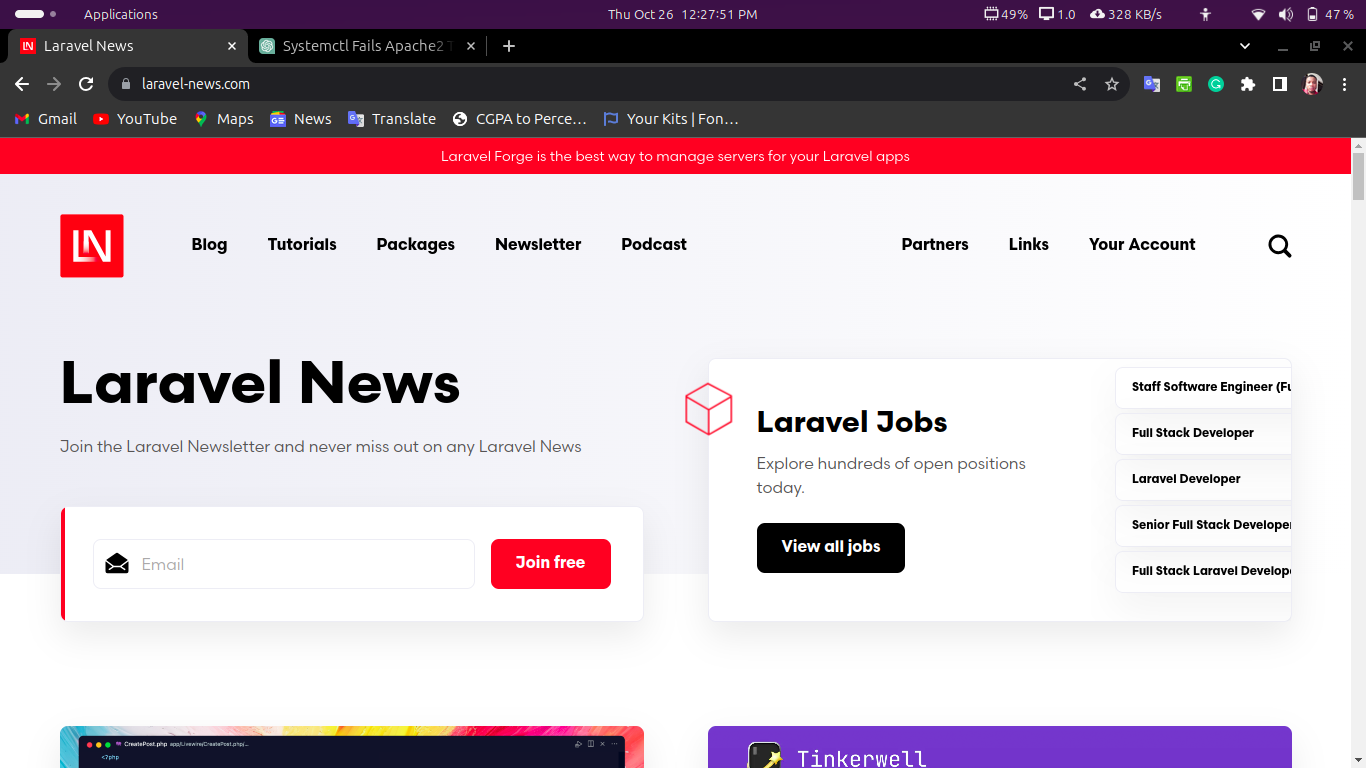 Applications
Thu Oct 26 12:27:51 PM
49%
1.0
328 KB/s
47 %
LN
Laravel News
Systemctl Fails Apache2 T
laravel-news.com
Gmail
YouTube
Maps
News
Translate
CGPA to Perce…
Your Kits | Fon…
Laravel Forge is the best way to manage servers for your Laravel apps
LN
Blog
Tutorials
Packages
Newsletter
Podcast
Partners
Links
Your Account
Laravel News
Join the Laravel Newsletter and never miss out on any Laravel News
Email
Join free
Laravel Jobs
Explore hundreds of open positions
today.
View all jobs
Staff Software Engineer (Fu
Full Stack Developer
Laravel Developer
Senior Full Stack Developer
Full Stack Laravel Develope
CreatePost.php app/Livewire/CreatePost.php/...
<?php
Tinkerwell